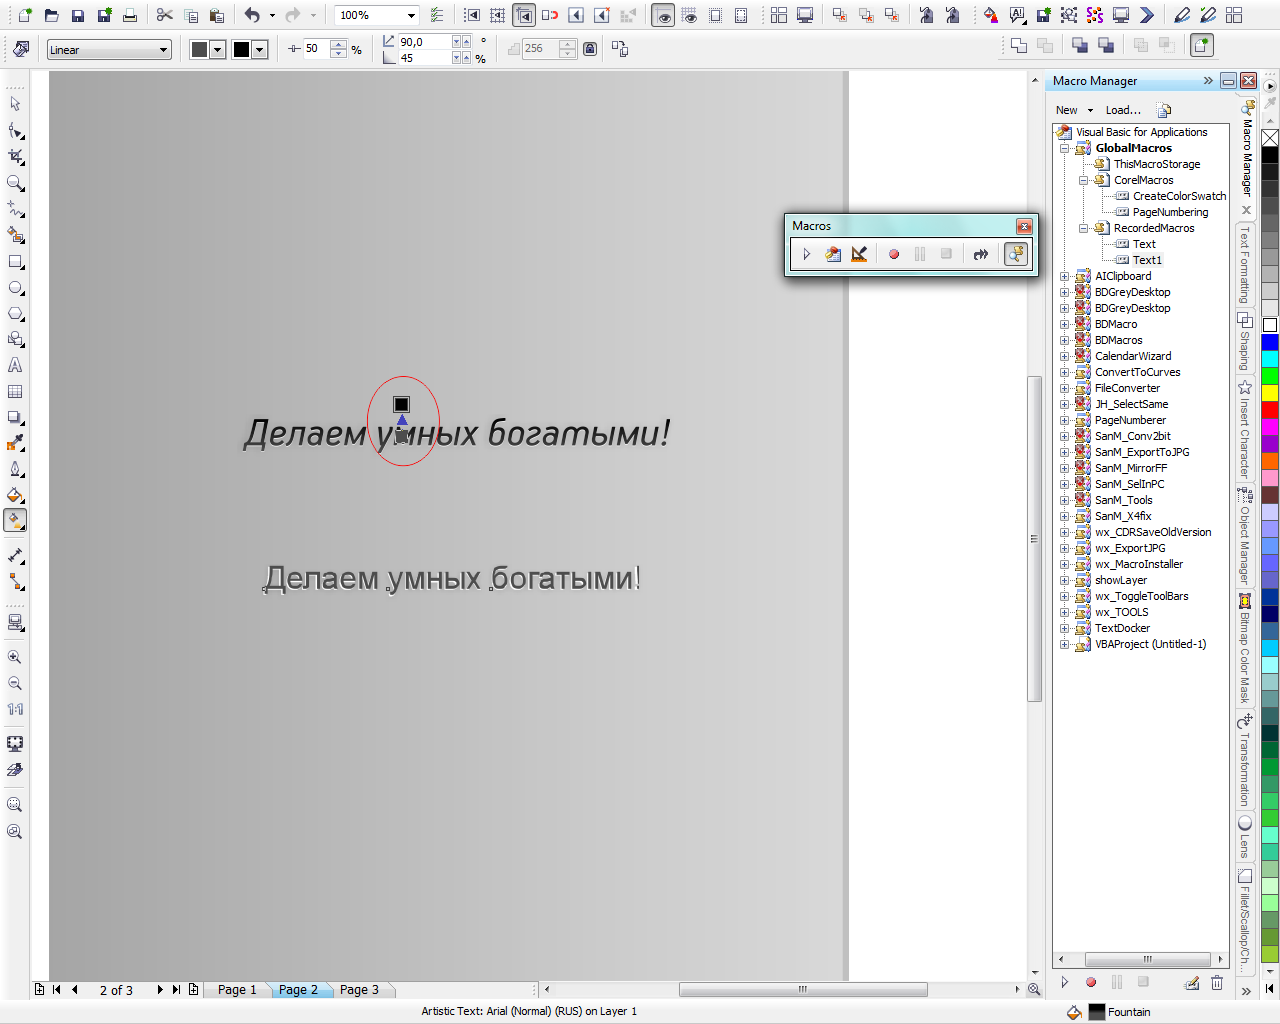 100%
Linear
50 %
90,0 °
45 %
256
Macro Manager
New Load...
Visual Basic for Applications
GlobalMacros
ThisMacroStorage
CorelMacros
CreateColorSwatch
PageNumbering
RecordedMacros
Text
Text1
AIClipboard
BDGreyDesktop
BDGreyDesktop
BDMacro
BDMacros
CalendarWizard
ConvertToCurves
FileConverter
JH_SelectSame
PageNumberer
SanM_Conv2bit
SanM_ExportToJPG
SanM_MirrorFF
SanM_SelInPC
SanM_Tools
SanM_X4fix
wx_CDRSaveOldVersion
wx_ExportJPG
wx_MacroInstaller
showLayer
wx_ToggleToolBars
wx_TOOLS
TextDocker
VBAProject (Untitled-1)
Macros
Делаем умных богатыми!
Делаем умных богатыми!
Macro Manager
Text Formatting
Shaping
Insert Character
Object Manager
Bitmap Color Mask
Transformation
Lens
Fillet/Scallop/Ch...
1:1
2 of 3
Page 1
Page 2
Page 3
Artistic Text: Arial (Normal) (RUS) on Layer 1
Fountain